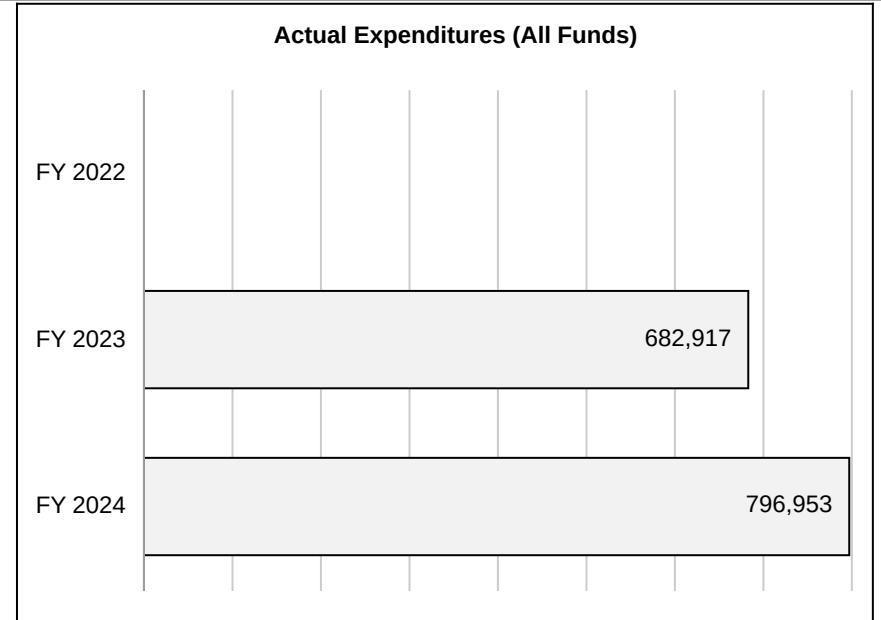 Actual Expenditures (All Funds)
FY 2022
FY 2023
682,917
FY 2024
796,953